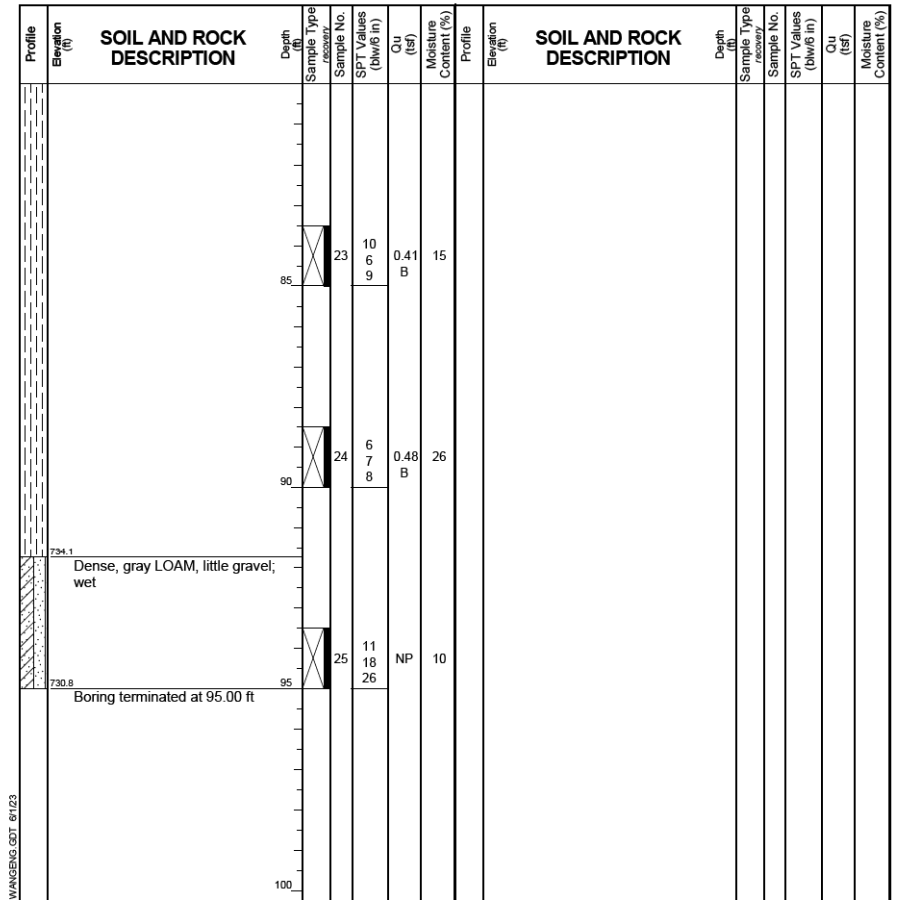 Profile
Elevation
(ft)
SOIL AND ROCK
DESCRIPTION
Depth
(ft)
Sample Type
recovery
Sample No.
SPT Values
(blw/6 in)
Qu
(tsf)
Moisture
Content (%)
Profile
Elevation
(ft)
SOIL AND ROCK
DESCRIPTION
Depth
(ft)
Sample Type
recovery
Sample No.
SPT Values
(blw/6 in)
Qu
(tsf)
Moisture
Content (%)
23
10
6
9
0.41
B
15
85
24
6
7
8
0.48
B
26
90
734.1
Dense, gray LOAM, little gravel;
wet
25
11
18
26
NP
10
730.8
95
Boring terminated at 95.00 ft
100
WANGENG.GDT 6/1/23